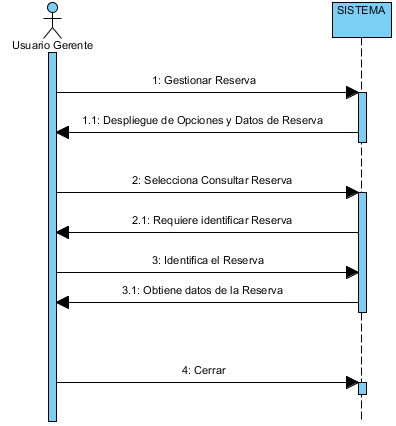 SISTEMA
Usuario Gerente
1: Gestionar Reserva
1.1: Despliegue de Opciones y Datos de Reserva
2: Selecciona Consultar Reserva
2.1: Requiere identificar Reserva
3: Identifica el Reserva
3.1: Obtiene datos de la Reserva
4: Cerrar